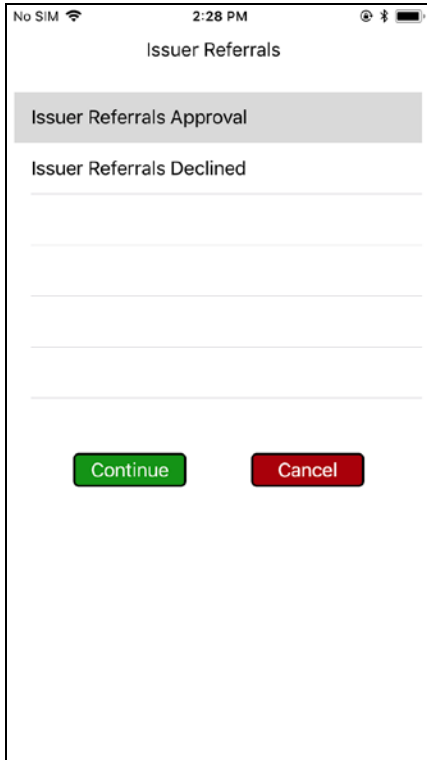 No SIM 2:28 PM
Issuer Referrals
Issuer Referrals Approval
Issuer Referrals Declined
Continue Cancel